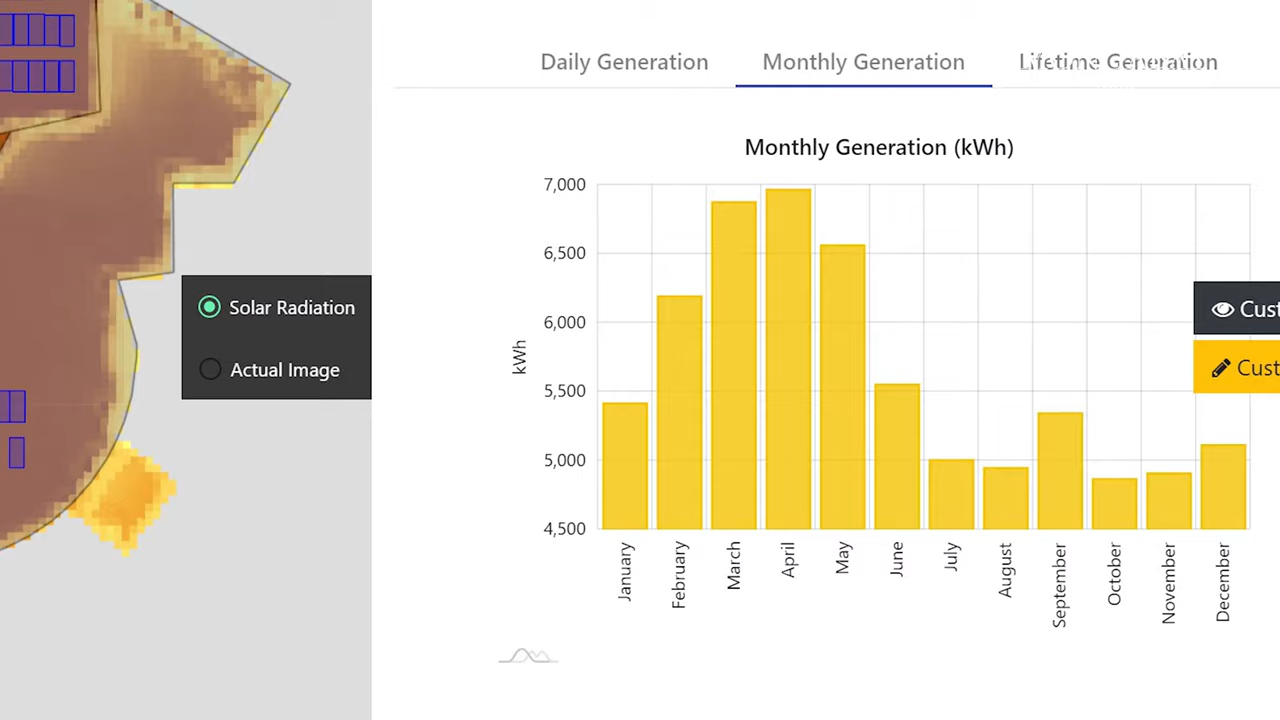 Daily Generation
Monthly Generation
Lifetime Generation
Monthly Generation (kWh)
7,000
6,500
6,000
5,500
5,000
4,500
kWh
January
February
March
April
May
June
July
August
September
October
November
December
Solar Radiation
Actual Image
Cust
Cust